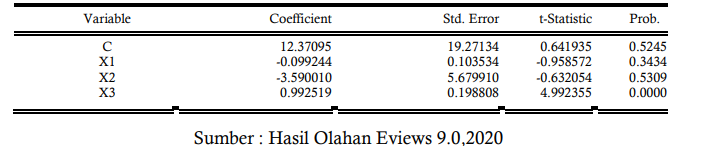 Variable Coefficient Std. Error t-Statistic Prob.
C 12.37095 19.27134 0.641935 0.5245
X1 -0.099244 0.103534 -0.958572 0.3434
X2 -3.590010 5.679910 -0.632054 0.5309
X3 0.992519 0.198808 4.992355 0.0000
Sumber : Hasil Olahan Eviews 9.0,2020